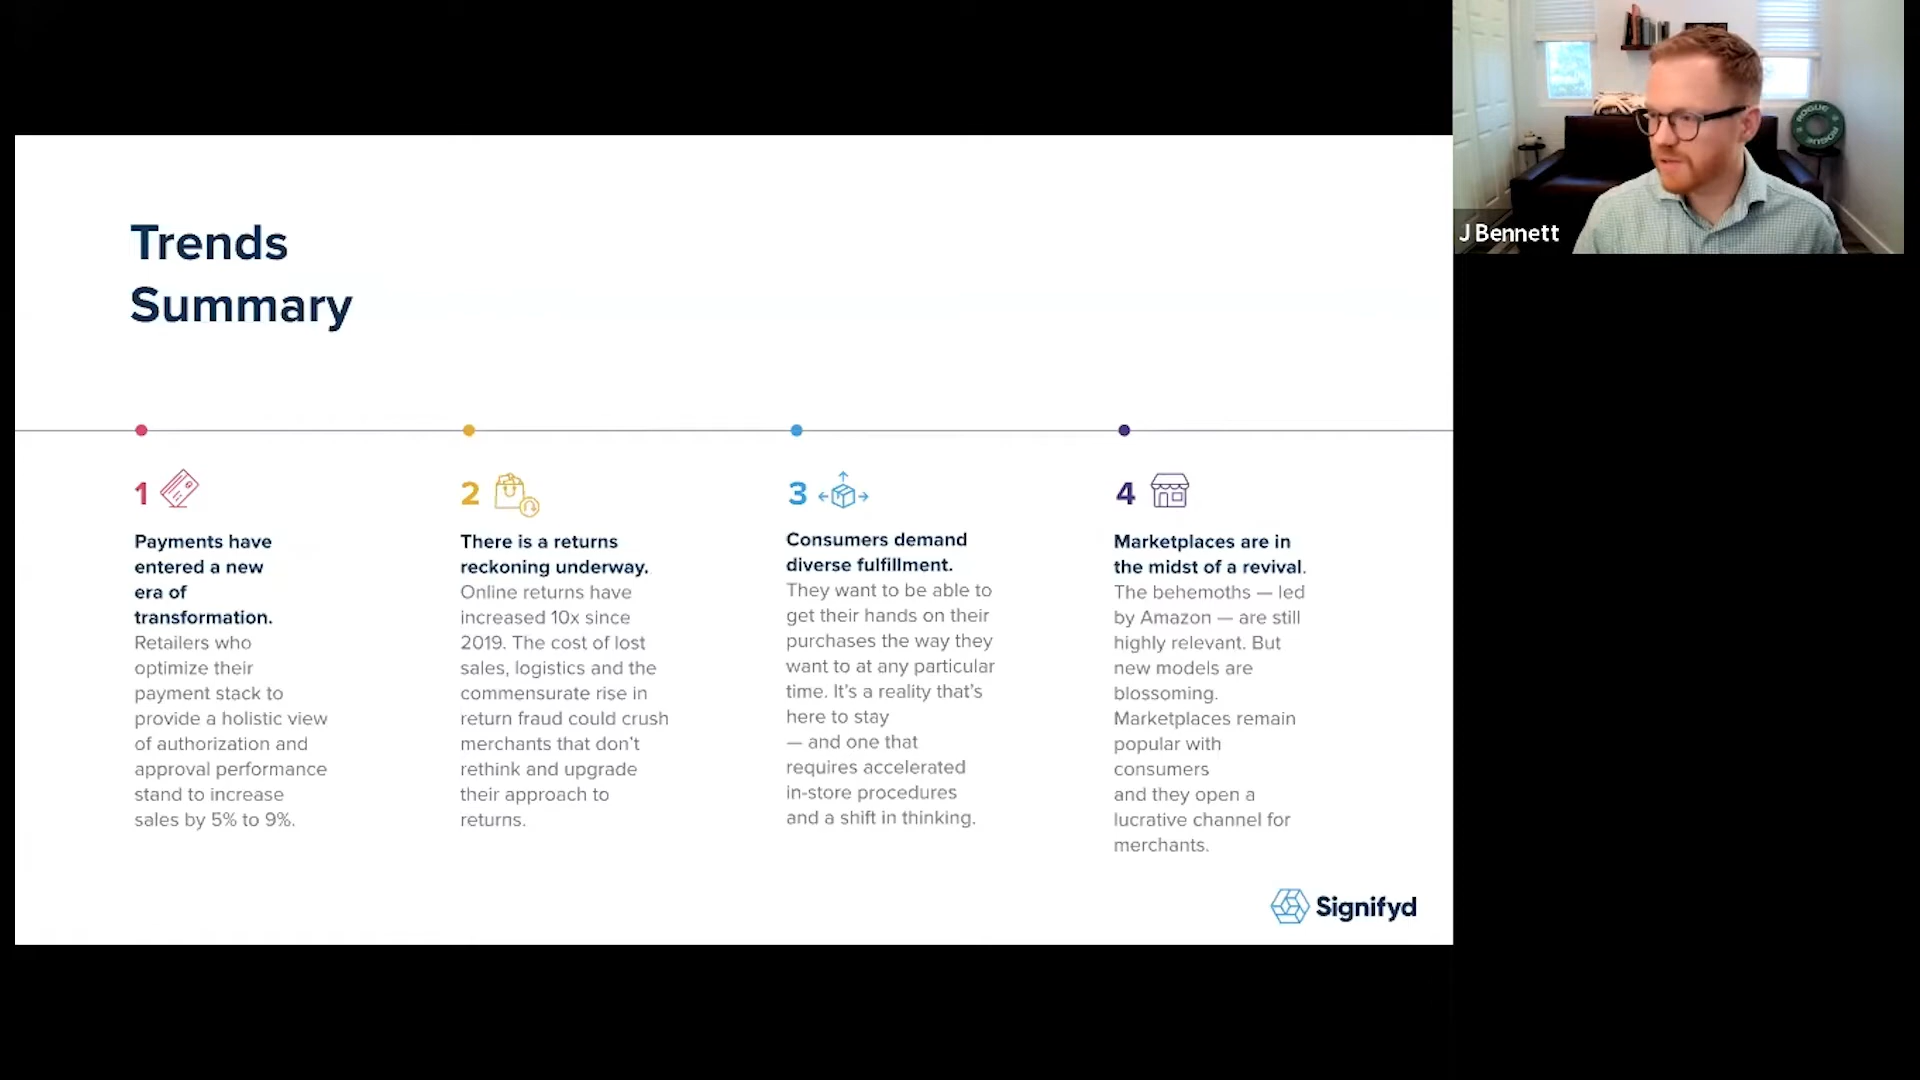 Trends
Summary
1
Payments have
entered a new
era of
transformation.
Retailers who
optimize their
payment stack to
provide a holistic view
of authorization and
approval performance
stand to increase
sales by 5% to 9%.
2
There is a returns
reckoning underway.
Online returns have
increased 10x since
2019. The cost of lost
sales, logistics and the
commensurate rise in
return fraud could crush
merchants that don't
rethink and upgrade
their approach to
returns.
3
Consumers demand
diverse fulfillment.
They want to be able to
get their hands on their
purchases the way they
want to at any particular
time. It's a reality that's
here to stay
— and one that
requires accelerated
in-store procedures
and a shift in thinking.
4
Marketplaces are in
the midst of a revival.
The behemoths — led
by Amazon — are still
highly relevant. But
new models are
blossoming.
Marketplaces remain
popular with
consumers
and they open a
lucrative channel for
merchants.
Signifyd
J Bennett
ROGUE
ROGUE